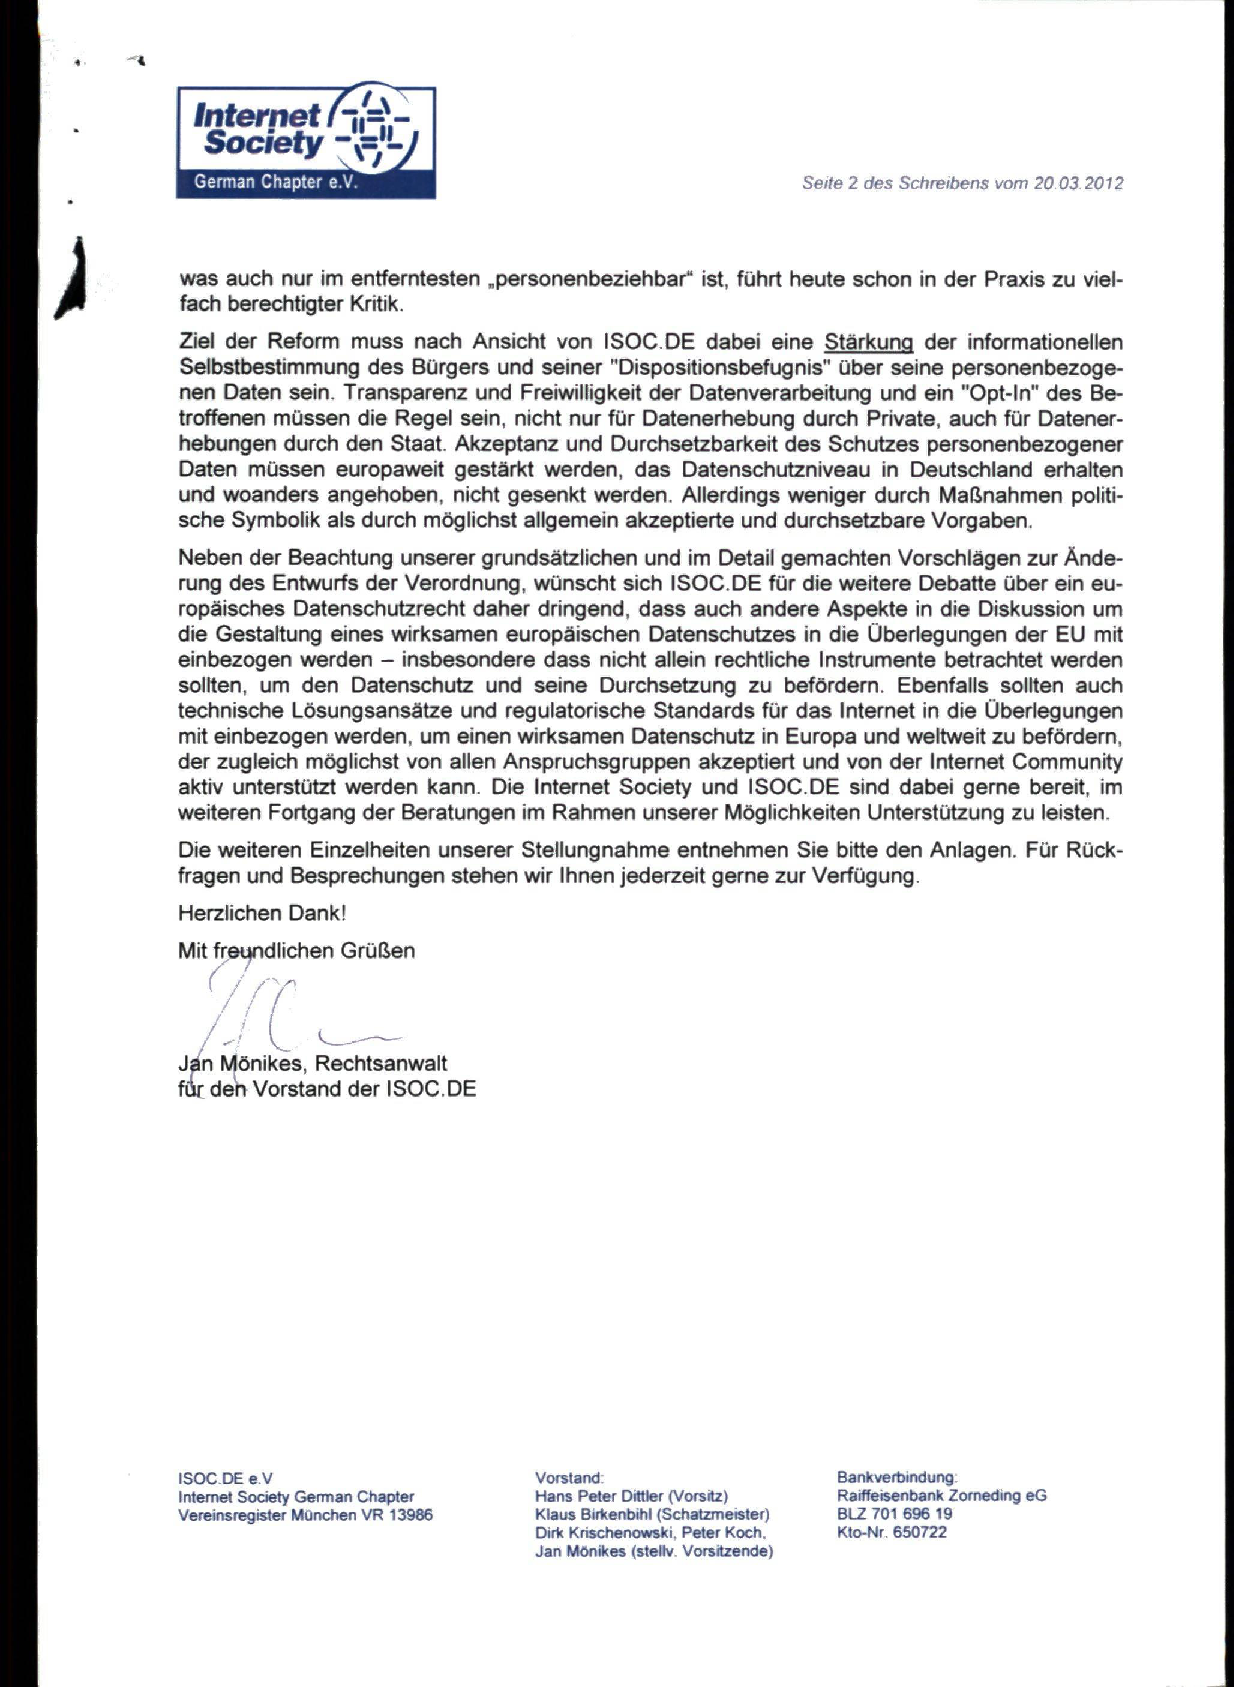 Internet
Society
German Chapter e.V.
Seite 2 des Schreibens vom 20.03.2012
was auch nur im entferntesten „personenbeziehbar“ ist, führt heute schon in der Praxis zu viel-
fach berechtigter Kritik.
Ziel der Reform muss nach Ansicht von ISOC.DE dabei eine Stärkung der informationellen
Selbstbestimmung des Bürgers und seiner "Dispositionsbefugnis" über seine personenbezoge-
nen Daten sein. Transparenz und Freiwilligkeit der Datenverarbeitung und ein "Opt-In" des Be-
troffenen müssen die Regel sein, nicht nur für Datenerhebung durch Private, auch für Datener-
hebungen durch den Staat. Akzeptanz und Durchsetzbarkeit des Schutzes personenbezogener
Daten müssen europaweit gestärkt werden, das Datenschutzniveau in Deutschland erhalten
und woanders angehoben, nicht gesenkt werden. Allerdings weniger durch Maßnahmen politi-
sche Symbolik als durch möglichst allgemein akzeptierte und durchsetzbare Vorgaben.
Neben der Beachtung unserer grundsätzlichen und im Detail gemachten Vorschlägen zur Ände-
rung des Entwurfs der Verordnung, wünscht sich ISOC.DE für die weitere Debatte über ein eu-
ropäisches Datenschutzrecht daher dringend, dass auch andere Aspekte in die Diskussion um
die Gestaltung eines wirksamen europäischen Datenschutzes in die Überlegungen der EU mit
einbezogen werden – insbesondere dass nicht allein rechtliche Instrumente betrachtet werden
sollten, um den Datenschutz und seine Durchsetzung zu befördern. Ebenfalls sollten auch
technische Lösungsansätze und regulatorische Standards für das Internet in die Überlegungen
mit einbezogen werden, um einen wirksamen Datenschutz in Europa und weltweit zu befördern,
der zugleich möglichst von allen Anspruchsgruppen akzeptiert und von der Internet Community
aktiv unterstützt werden kann. Die Internet Society und ISOC.DE sind dabei gerne bereit, im
weiteren Fortgang der Beratungen im Rahmen unserer Möglichkeiten Unterstützung zu leisten.
Die weiteren Einzelheiten unserer Stellungnahme entnehmen Sie bitte den Anlagen. Für Rück-
fragen und Besprechungen stehen wir Ihnen jederzeit gerne zur Verfügung.
Herzlichen Dank!
Mit freundlichen Grüßen
Jan Mönikes, Rechtsanwalt
für den Vorstand der ISOC.DE
ISOC.DE e.V
Internet Society German Chapter
Vereinsregister München VR 13986
Vorstand:
Hans Peter Dittler (Vorsitz)
Klaus Birkenbihl (Schatzmeister)
Dirk Krischenowski, Peter Koch,
Jan Mönikes (stellv. Vorsitzende)
Bankverbindung:
Raiffeisenbank Zorneding eG
BLZ 701 696 19
Kto-Nr. 650722